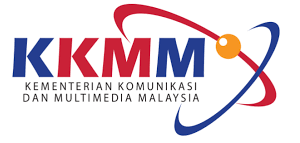 KKMM
KEMENTERIAN KOMUNIKASI
DAN MULTIMEDIA MALAYSIA